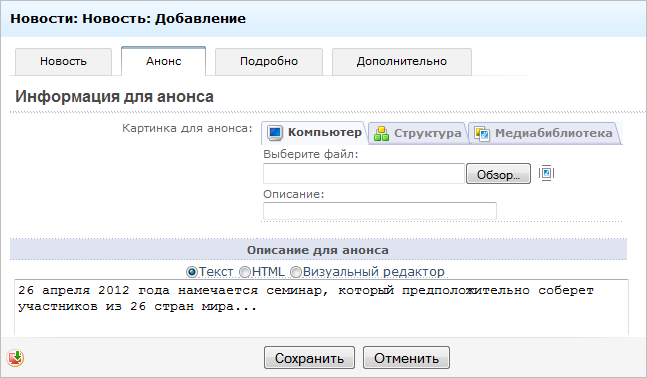 Новости: Новость: Добавление
Новость Анонс Подробно Дополнительно
Информация для анонса
Картинка для анонса: Компьютер Структура Медиабиблиотека
Выберите файл:
Обзор...
Описание:
Описание для анонса
Текст HTML Визуальный редактор
26 апреля 2012 года намечается семинар, который предположительно соберет
участников из 26 стран мира...
Сохранить Отменить